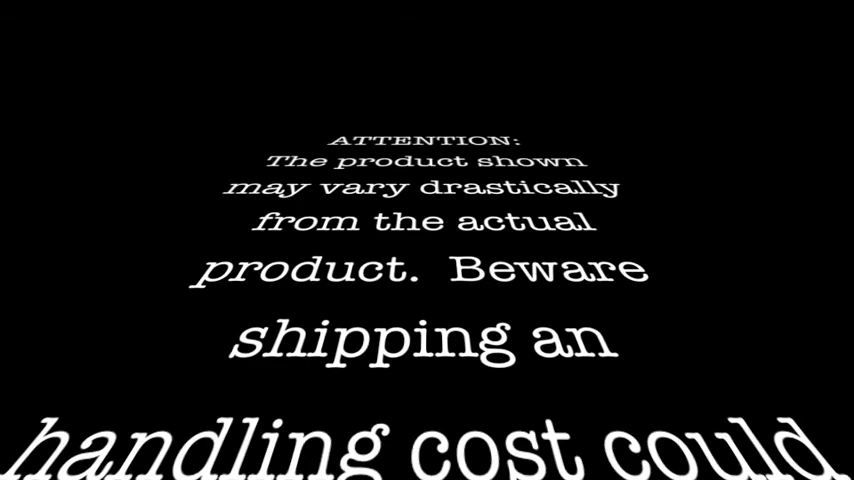 ATTENTION:
The product shown
may vary drastically
from the actual
product. Beware
shipping an
handling cost could